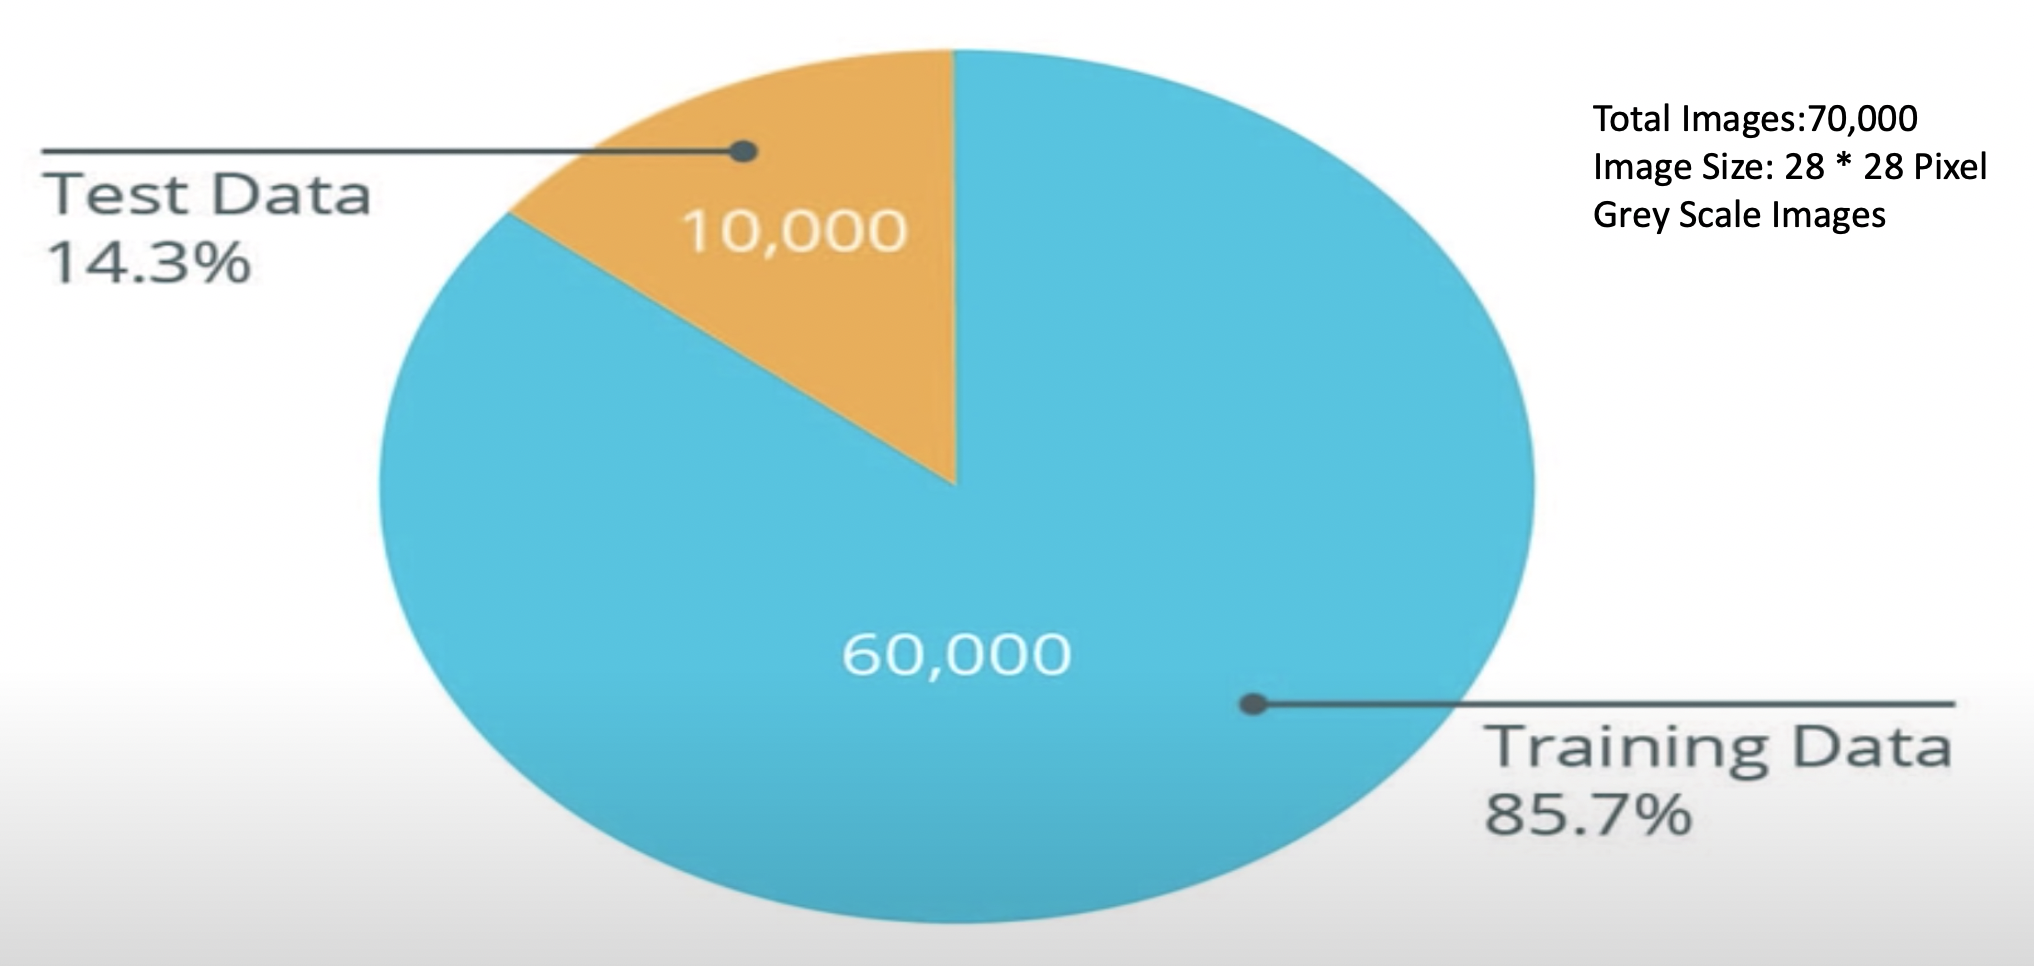 Total Images:70,000
Image Size: 28 * 28 Pixel
Grey Scale Images
Test Data
14.3%
10,000
60,000
Training Data
85.7%